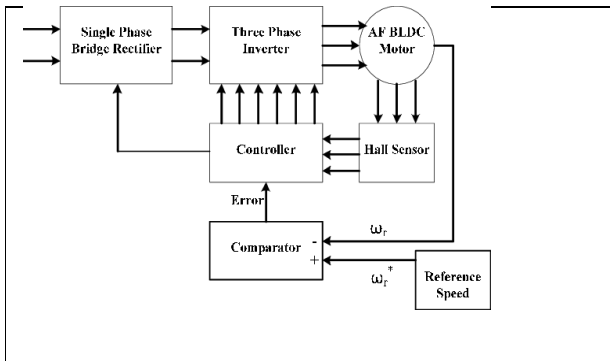 Single Phase
Bridge Rectifier
Three Phase
Inverter
AF BLDC
Motor
Controller
Hall Sensor
Error
Comparator
ωr
-
+
ωr*
Reference
Speed